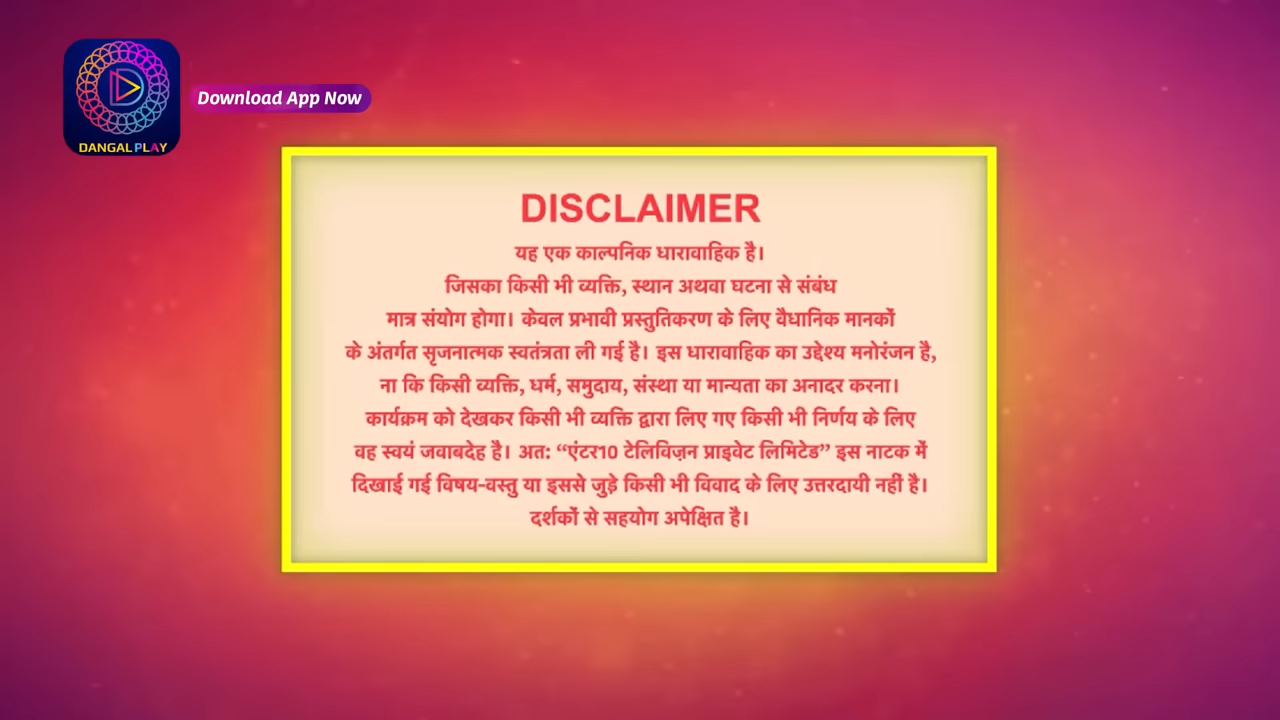 Download App Now
DANGAL PLAY
DISCLAIMER
यह एक काल्पनिक धारावाहिक है।
जिसका किसी भी व्यक्ति, स्थान अथवा घटना से संबंध
मात्र संयोग होगा। केवल प्रभावी प्रस्तुतिकरण के लिए वैधानिक मानकों
के अंतर्गत सृजनात्मक स्वतंत्रता ली गई है। इस धारावाहिक का उद्देश्य मनोरंजन है,
ना कि किसी व्यक्ति, धर्म, समुदाय, संस्था या मान्यता का अनादर करना।
कार्यक्रम को देखकर किसी भी व्यक्ति द्वारा लिए गए किसी भी निर्णय के लिए
वह स्वयं जवाबदेह है। अतः “एंटर10 टेलिविज़न प्राइवेट लिमिटेड” इस नाटक में
दिखाई गई विषय-वस्तु या इससे जुड़े किसी भी विवाद के लिए उत्तरदायी नहीं है।
दर्शकों से सहयोग अपेक्षित है।